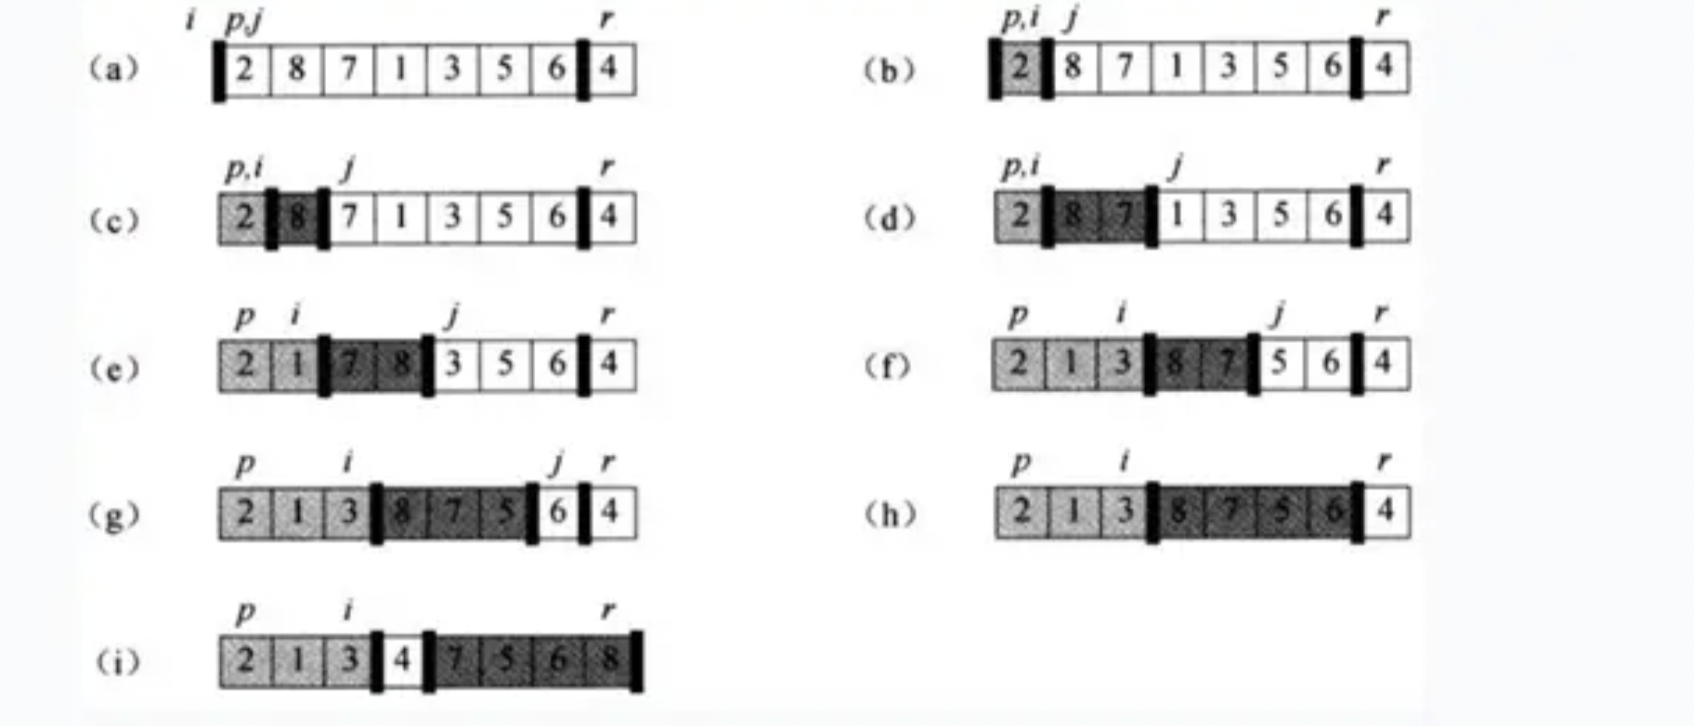 i p,j r p,i j r
(a) 2 8 7 1 3 5 6 4 (b) 2 8 7 1 3 5 6 4
p,i j r p,i j r
(c) 2 8 7 1 3 5 6 4 (d) 2 8 7 1 3 5 6 4
p i j r p i j r
(e) 2 1 7 8 3 5 6 4 (f) 2 1 3 8 7 5 6 4
p i j r p i r
(g) 2 1 3 8 7 5 6 4 (h) 2 1 3 8 7 5 6 4
p i r
(i) 2 1 3 4 7 5 6 8